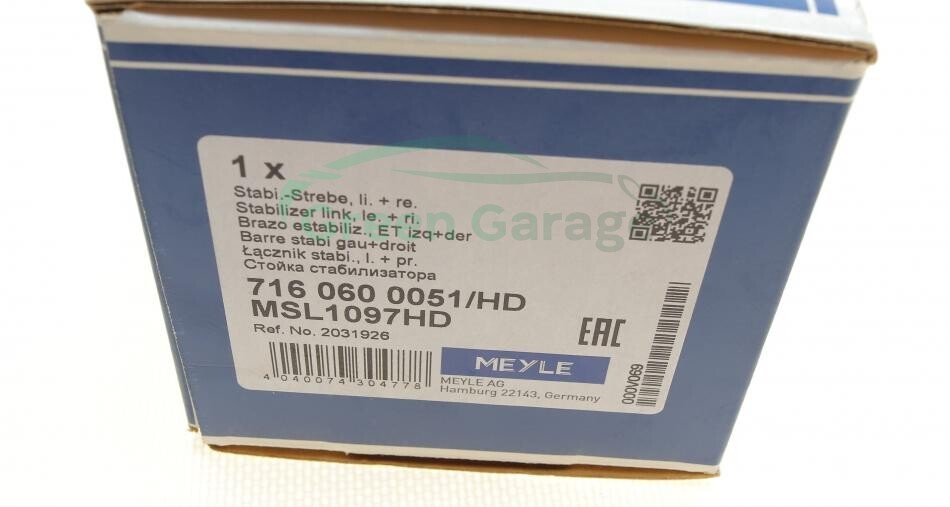 1 x
Stabi.-Strebe, li. + re.
Stabilizer link, le. + ri.
Brazo estabiliz., ET izq+der
Barre stabi gau+droit
Łącznik stabi., l. + pr.
Стойка стабилизатора
716 060 0051/HD
MSL1097HD
Ref. No. 2031926
4 040074 304778
MEYLE
MEYLE AG
Hamburg 22143, Germany
EAC
000V069
Green Garag